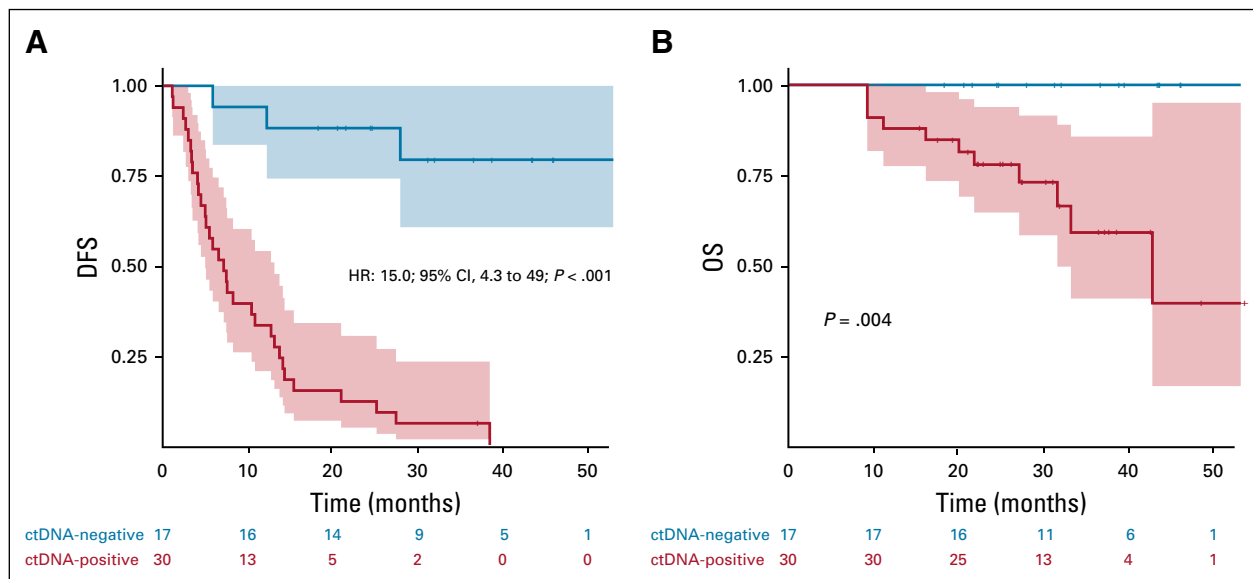 A
B
1.00
0.75
0.50
0.25
DFS
HR: 15.0; 95% CI, 4.3 to 49; P < .001
0 10 20 30 40 50
Time (months)
ctDNA-negative 17 16 14 9 5 1
ctDNA-positive 30 13 5 2 0 0
1.00
0.75
0.50
0.25
OS
P = .004
0 10 20 30 40 50
Time (months)
ctDNA-negative 17 17 16 11 6 1
ctDNA-positive 30 30 25 13 4 1